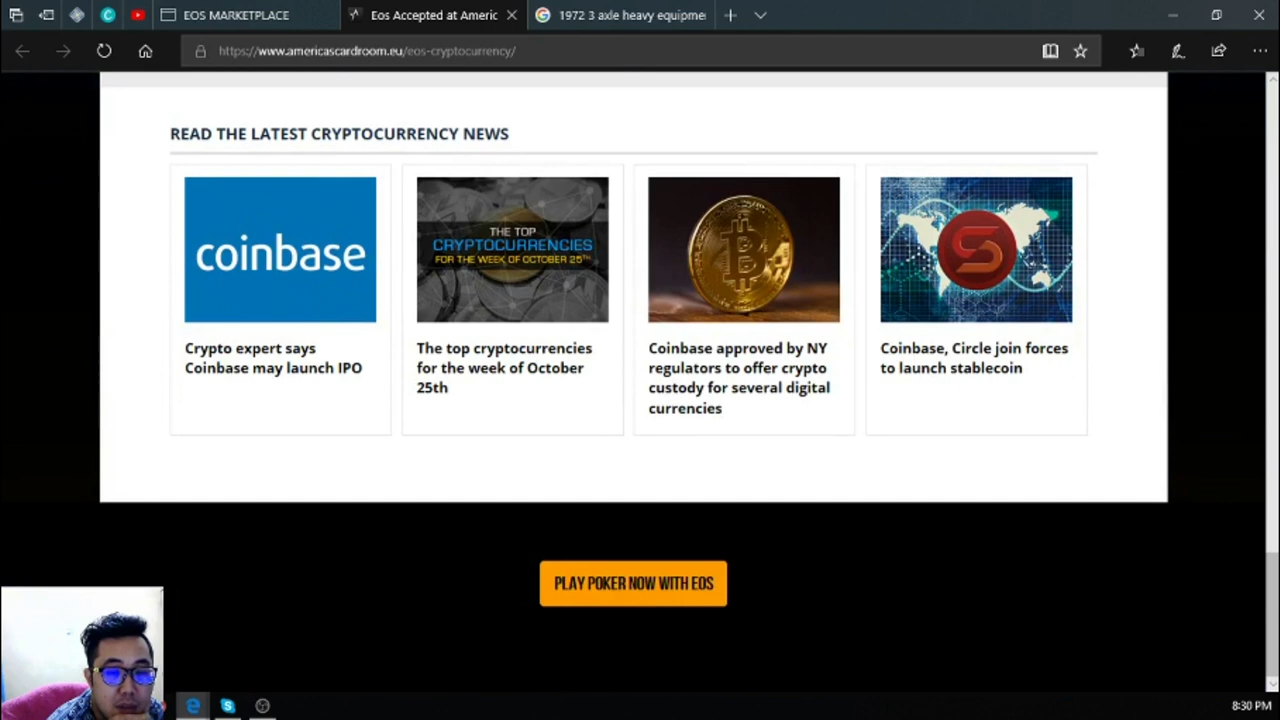 EOS MARKETPLACE
Eos Accepted at Americ
1972 3 axle heavy equipme
https://www.americascardroom.eu/eos-cryptocurrency/
READ THE LATEST CRYPTOCURRENCY NEWS
coinbase
THE TOP
CRYPTOCURRENCIES
FOR THE WEEK OF OCTOBER 25TH
Crypto expert says
Coinbase may launch IPO
The top cryptocurrencies
for the week of October
25th
Coinbase approved by NY
regulators to offer crypto
custody for several digital
currencies
Coinbase, Circle join forces
to launch stablecoin
PLAY POKER NOW WITH EOS
8:30 PM